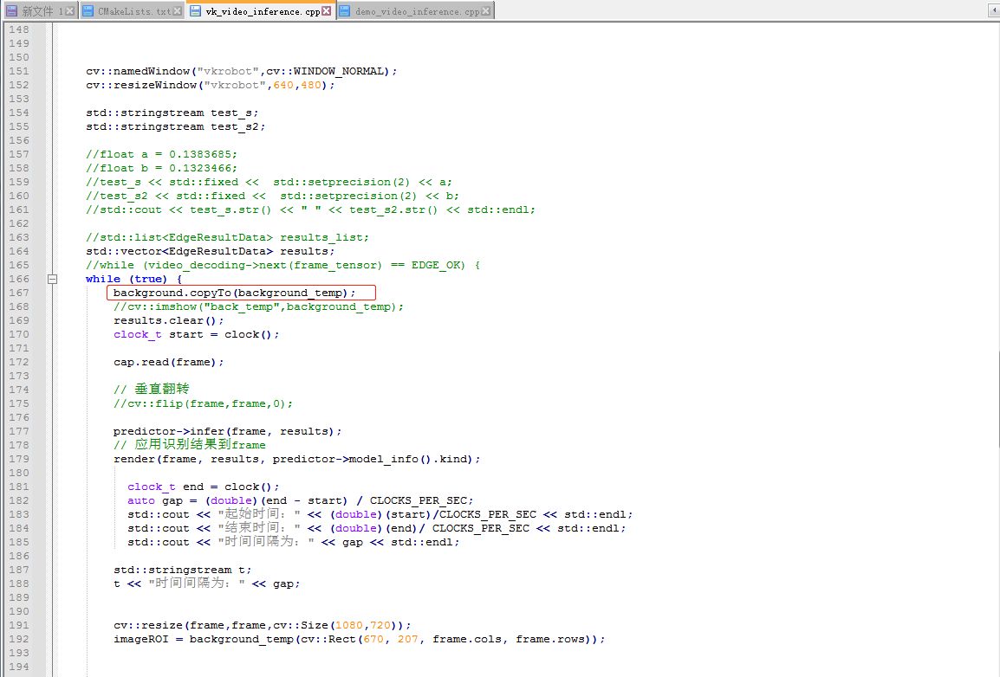 新文件 1 CMakeLists.txt vk_video_inference.cpp demo_video_inference.cpp
148
149
150
151 cv::namedWindow("vkrobot",cv::WINDOW_NORMAL);
152 cv::resizeWindow("vkrobot",640,480);
153
154 std::stringstream test_s;
155 std::stringstream test_s2;
156
157 //float a = 0.1383685;
158 //float b = 0.1323466;
159 //test_s << std::fixed <<  std::setprecision(2) << a;
160 //test_s2 << std::fixed <<  std::setprecision(2) << b;
161 //std::cout << test_s.str() << " " << test_s2.str() << std::endl;
162
163 //std::list<EdgeResultData> results_list;
164 std::vector<EdgeResultData> results;
165 //while (video_decoding->next(frame_tensor) == EDGE_OK) {
166 while (true) {
167 background.copyTo(background_temp);
168 //cv::imshow("back_temp",background_temp);
169 results.clear();
170 clock_t start = clock();
171
172 cap.read(frame);
173
174 // 垂直翻转
175 //cv::flip(frame,frame,0);
176
177 predictor->infer(frame, results);
178 // 应用识别结果到frame
179 render(frame, results, predictor->model_info().kind);
180
181 clock_t end = clock();
182 auto gap = (double)(end - start) / CLOCKS_PER_SEC;
183 std::cout << "起始时间：" << (double)(start)/CLOCKS_PER_SEC << std::endl;
184 std::cout << "结束时间：" << (double)(end)/ CLOCKS_PER_SEC << std::endl;
185 std::cout << "时间间隔为：" << gap << std::endl;
186
187 std::stringstream t;
188 t << "时间间隔为：" << gap;
189
190
191 cv::resize(frame,frame,cv::Size(1080,720));
192 imageROI = background_temp(cv::Rect(670, 207, frame.cols, frame.rows));
193
194